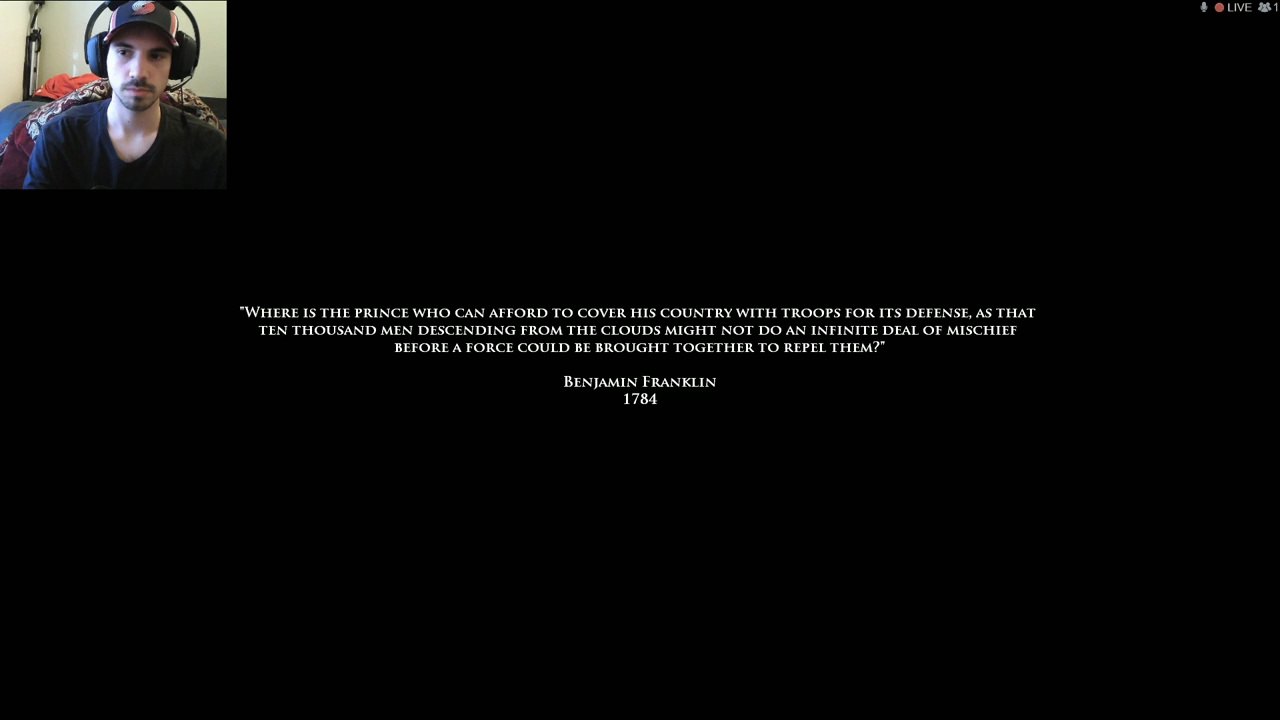 LIVE 1
"Where is the prince who can afford to cover his country with troops for its defense, as that
ten thousand men descending from the clouds might not do an infinite deal of mischief
before a force could be brought together to repel them?"
Benjamin Franklin
1784